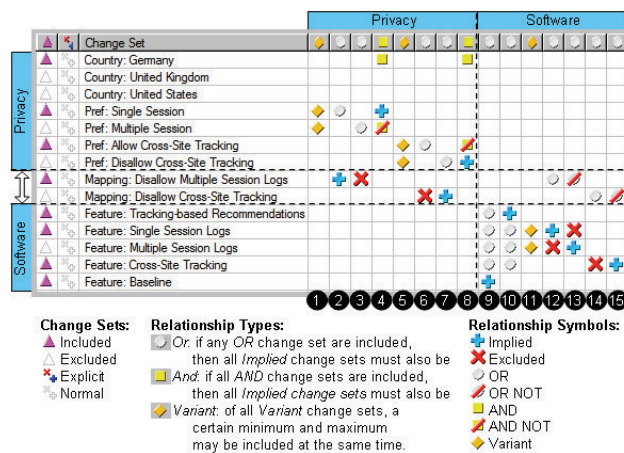 Privacy Software
Change Set
Privacy
Country: Germany
Country: United Kingdom
Country: United States
Pref: Single Session
Pref: Multiple Session
Pref: Allow Cross-Site Tracking
Pref: Disallow Cross-Site Tracking
Mapping: Disallow Multiple Session Logs
Mapping: Disallow Cross-Site Tracking
Software
Feature: Tracking-based Recommendations
Feature: Single Session Logs
Feature: Multiple Session Logs
Feature: Cross-Site Tracking
Feature: Baseline
1 2 3 4 5 6 7 8 9 10 11 12 13 14 15
Change Sets:
Included
Excluded
Explicit
Normal
Relationship Types:
Or: if any OR change set are included,
then all Implied change sets must also be
And: if all AND change sets are included,
then all Implied change sets must also be
Variant: of all Variant change sets, a
certain minimum and maximum
may be included at the same time.
Relationship Symbols:
Implied
Excluded
OR
OR NOT
AND
AND NOT
Variant